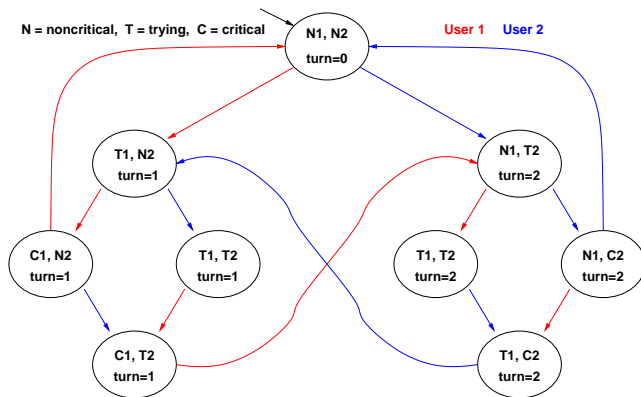 N = noncritical, T = trying, C = critical
User 1 User 2
N1, N2
turn=0
T1, N2
turn=1
N1, T2
turn=2
C1, N2
turn=1
T1, T2
turn=1
T1, T2
turn=2
N1, C2
turn=2
C1, T2
turn=1
T1, C2
turn=2